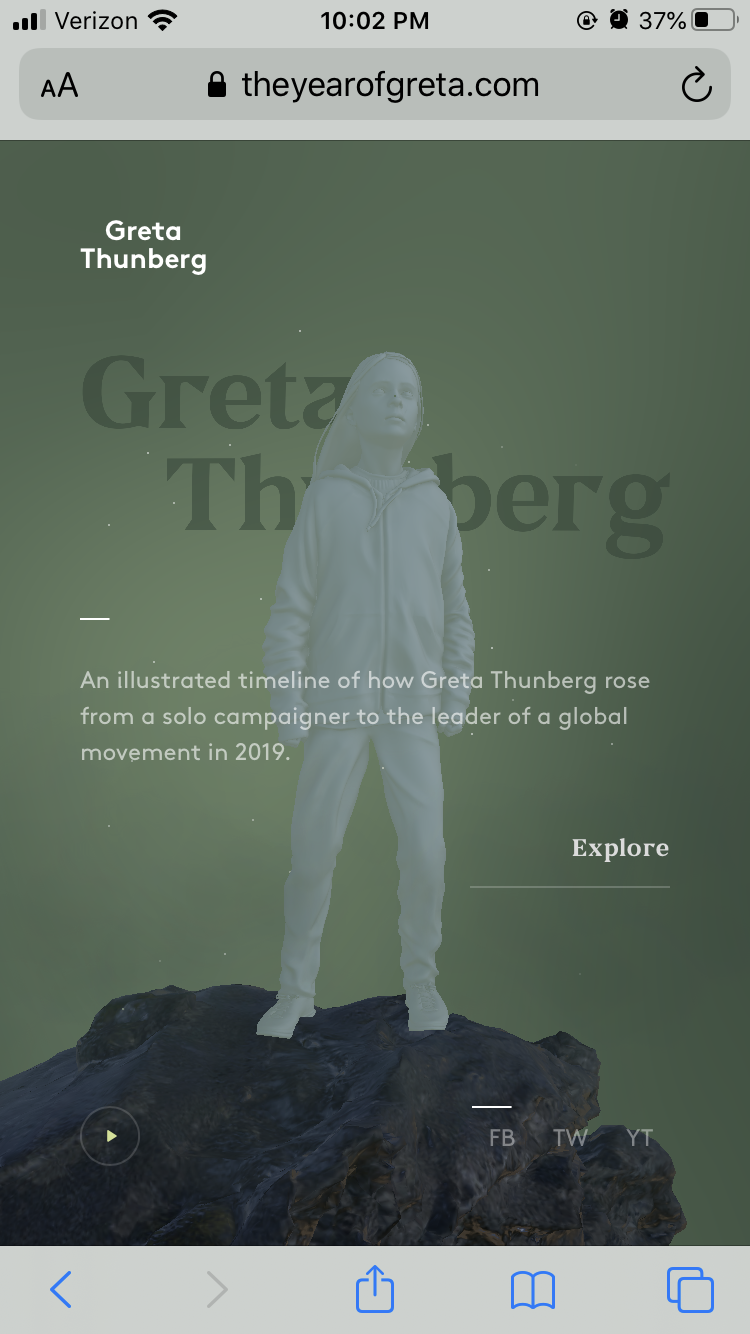 Verizon 10:02 PM 37%
AA theyearofgreta.com
Greta
Thunberg
Greta
Thunberg
An illustrated timeline of how Greta Thunberg rose
from a solo campaigner to the leader of a global
movement in 2019.
Explore
FB TW YT